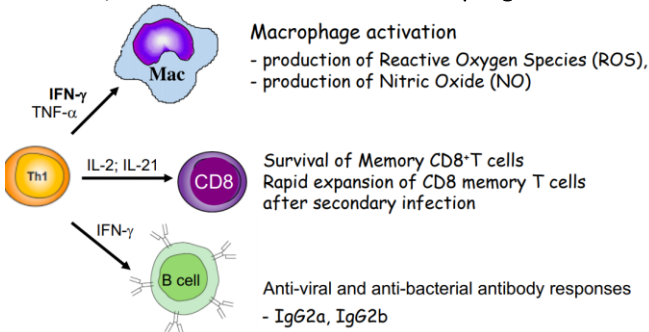 Macrophage activation
- production of Reactive Oxygen Species (ROS),
- production of Nitric Oxide (NO)
Mac
IFN-γ
TNF-α
Th1
IL-2; IL-21
CD8
Survival of Memory CD8⁺T cells
Rapid expansion of CD8 memory T cells
after secondary infection
IFN-γ
B cell
Anti-viral and anti-bacterial antibody responses
- IgG2a, IgG2b